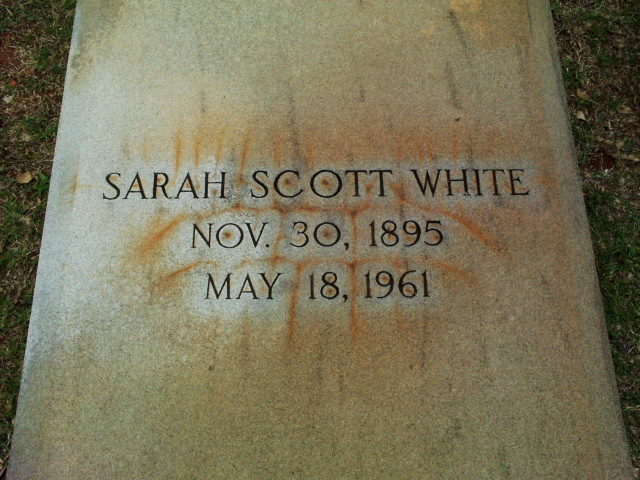 SARAH SCOTT WHITE
NOV. 30, 1895
MAY 18, 1961